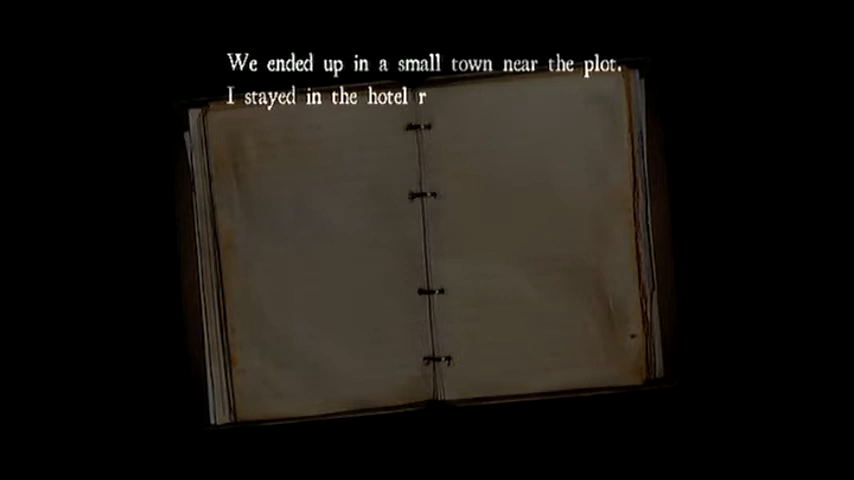 We ended up in a small town near the plot.
I stayed in the hotel r